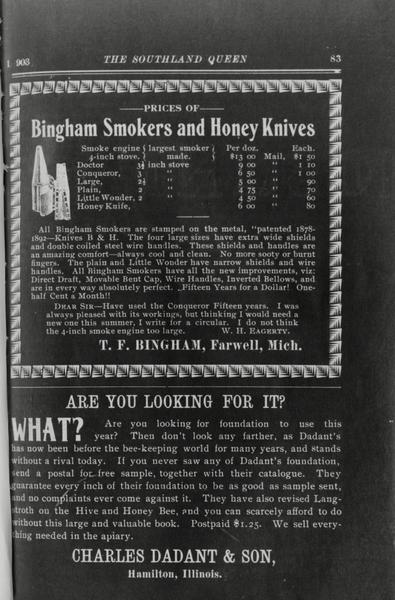 1903
THE SOUTHLAND QUEEN
83
PRICES OF
Bingham Smokers and Honey Knives
Smoke engine { largest smoker } Per doz. Each.
4-inch stove. { made. } $13 00 Mail, $1 50
Doctor 3½ inch stove 9 00 " 1 10
Conqueror, 3 " 6 50 " 1 00
Large, 2½ " 5 00 " 90
Plain, 2 " 4 75 " 70
Little Wonder, 2 " 4 50 " 60
Honey Knife, 6 00 " 80
All Bingham Smokers are stamped on the metal, "patented 1878-
1892—Knives B & H. The four large sizes have extra wide shields
and double coiled steel wire handles. These shields and handles are
an amazing comfort—always cool and clean. No more sooty or burnt
fingers. The plain and Little Wonder have narrow shields and wire
handles. All Bingham Smokers have all the new improvements, viz:
Direct Draft, Movable Bent Cap, Wire Handles, Inverted Bellows, and
are in every way absolutely perfect. Fifteen Years for a Dollar! One-
half Cent a Month!!
DEAR SIR—Have used the Conqueror Fifteen years. I was
always pleased with its workings, but thinking I would need a
new one this summer, I write for a circular. I do not think
the 4-inch smoke engine too large. W. H. EAGERTY.
T. F. BINGHAM, Farwell, Mich.
ARE YOU LOOKING FOR IT?
WHAT? Are you looking for foundation to use this
year? Then don't look any farther, as Dadant's
has now been before the bee-keeping world for many years, and stands
without a rival today. If you never saw any of Dadant's foundation,
send a postal for free sample, together with their catalogue. They
guarantee every inch of their foundation to be as good as sample sent,
and no complaints ever come against it. They have also revised Lang-
stroth on the Hive and Honey Bee, and you can scarcely afford to do
without this large and valuable book. Postpaid $1.25. We sell every-
thing needed in the apiary.
CHARLES DADANT & SON,
Hamilton, Illinois.